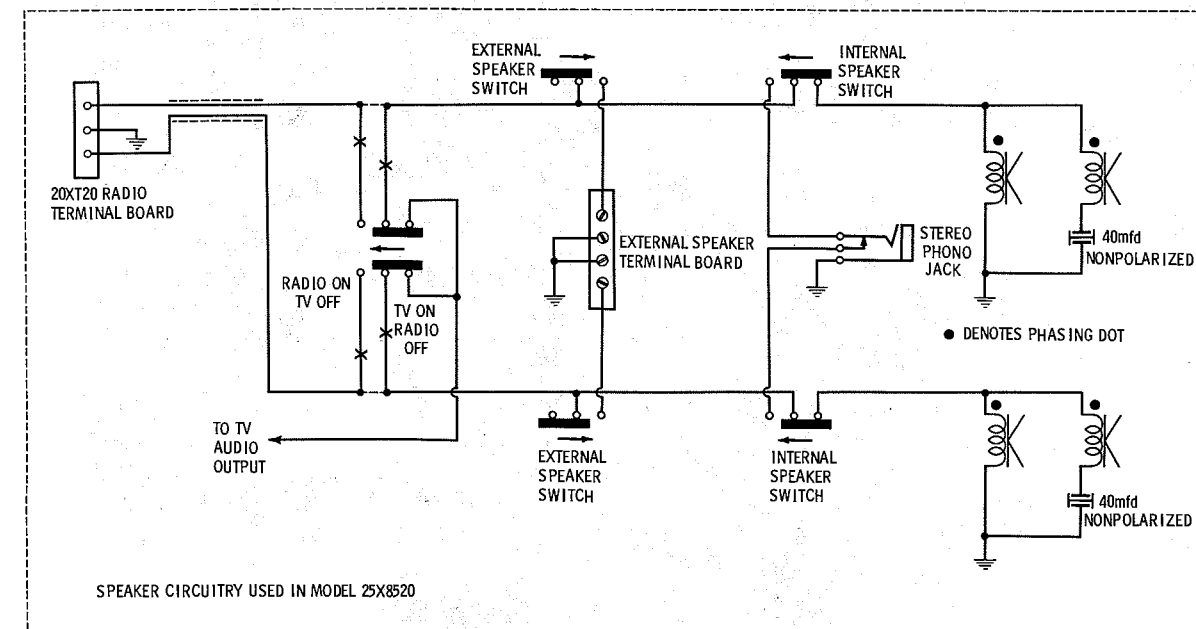 EXTERNAL
SPEAKER
SWITCH
INTERNAL
SPEAKER
SWITCH
20XT20 RADIO
TERMINAL BOARD
EXTERNAL SPEAKER
TERMINAL BOARD
STEREO
PHONO
JACK
40mfd
NONPOLARIZED
RADIO ON
TV OFF
TV ON
RADIO
OFF
● DENOTES PHASING DOT
TO TV
AUDIO
OUTPUT
EXTERNAL
SPEAKER
SWITCH
INTERNAL
SPEAKER
SWITCH
40mfd
NONPOLARIZED
SPEAKER CIRCUITRY USED IN MODEL 25X8520